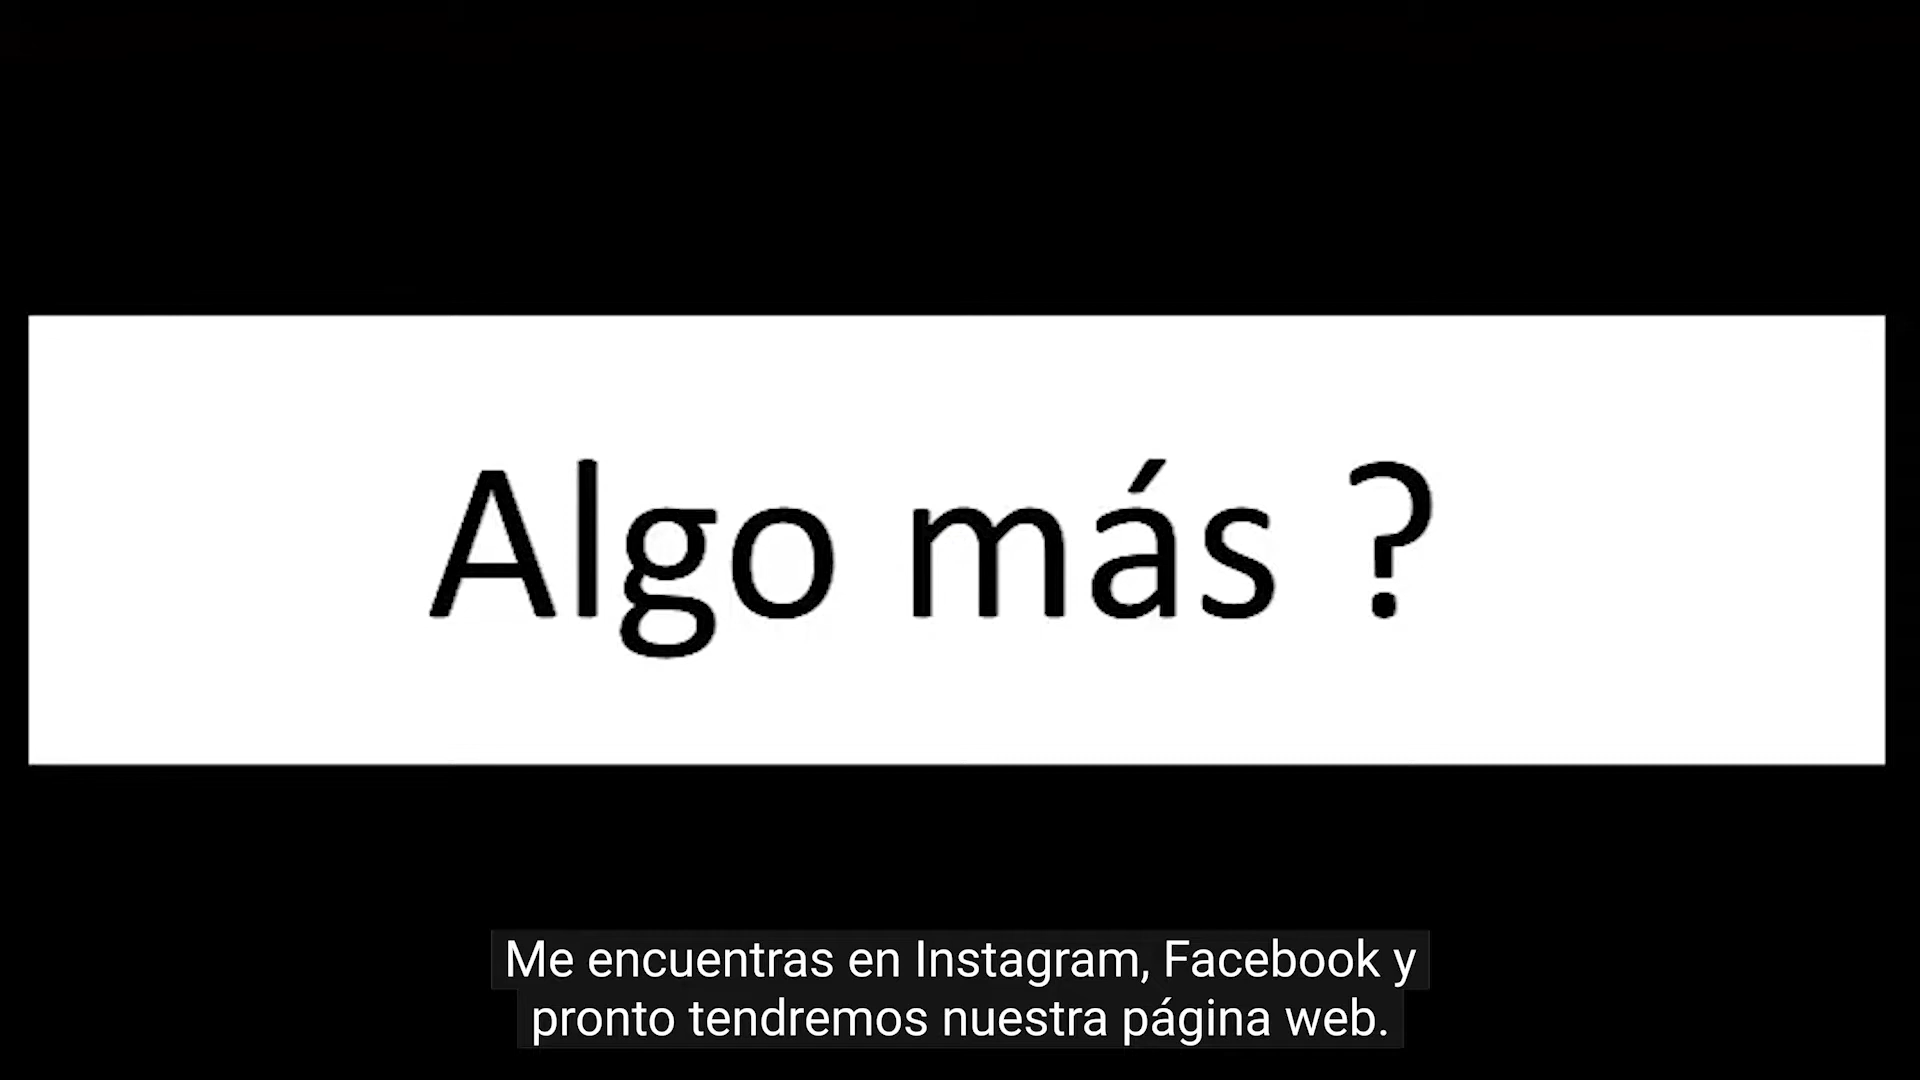 Algo más ?
Me encuentras en Instagram, Facebook y
pronto tendremos nuestra página web.